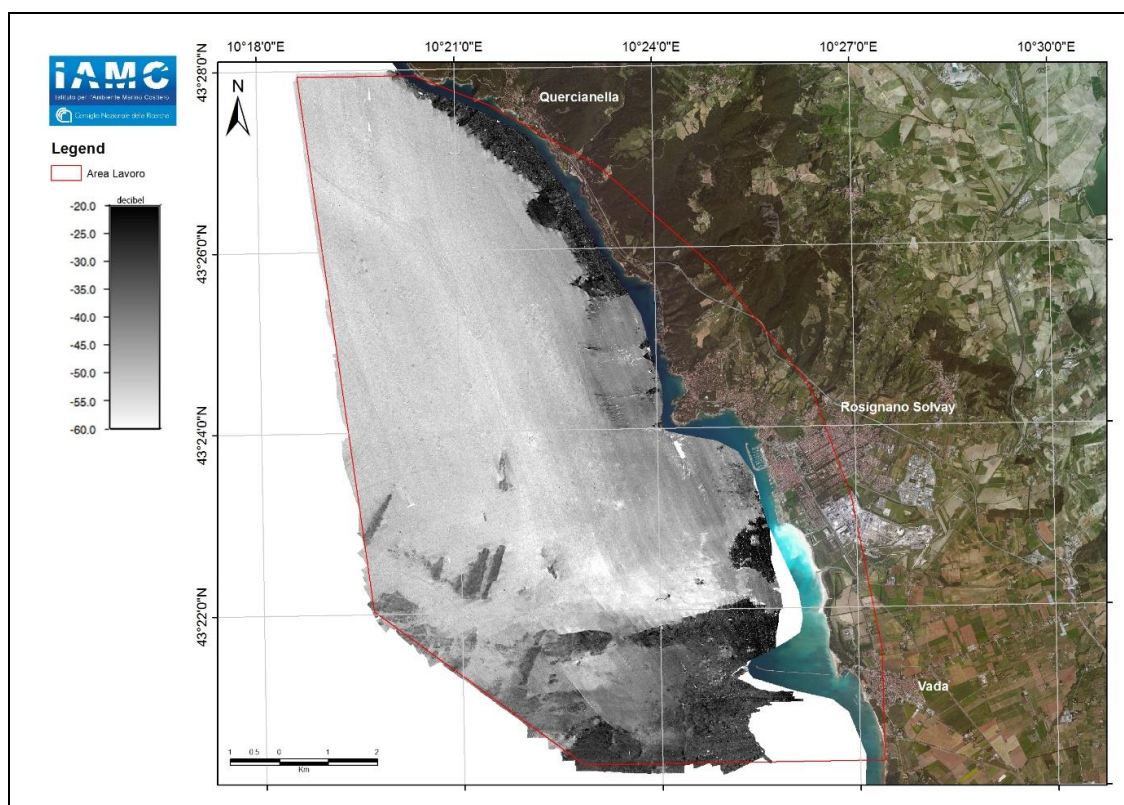 10°18'0"E 10°21'0"E 10°24'0"E 10°27'0"E 10°30'0"E
iAMC
Istituto per l'Ambiente Marino Costiero
Consiglio Nazionale delle Ricerche
N
Legend
Area Lavoro
decibel
-20.0
-25.0
-30.0
-35.0
-40.0
-45.0
-50.0
-55.0
-60.0
43°28'0"N
43°26'0"N
43°24'0"N
43°22'0"N
Quercianella
Rosignano Solvay
Vada
1 0.5 0 1 2
Km